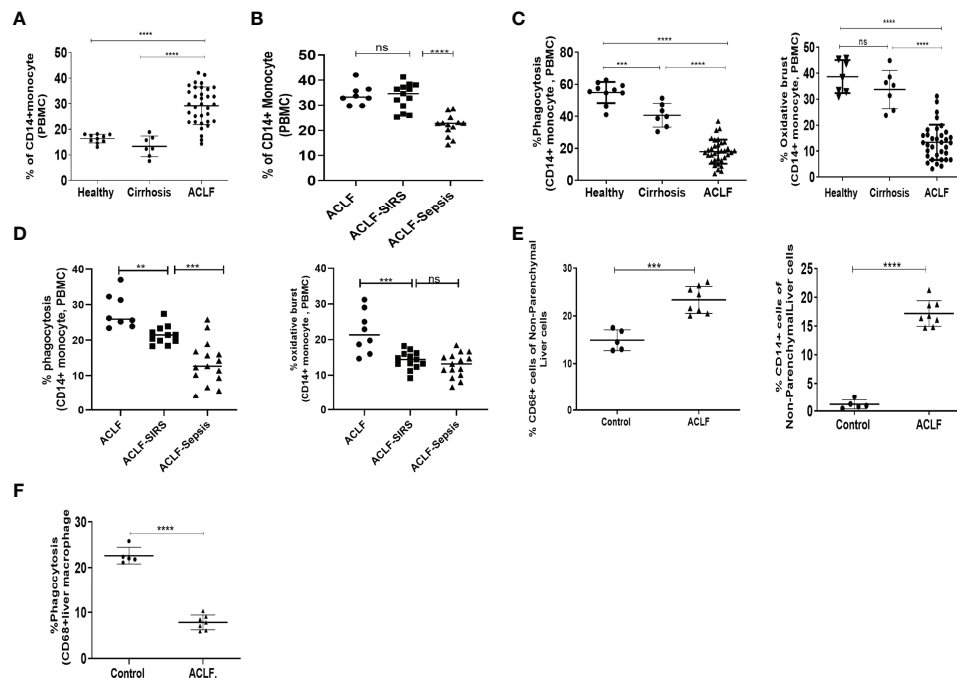 A
****
****
% of CD14+monocyte
(PBMC)
50
40
30
20
10
0
Healthy
Cirrhosis
ACLF
B
ns
****
% of CD14+ Monocyte
(PBMC)
50
40
30
20
10
0
ACLF
ACLF-SIRS
ACLF-Sepsis
C
****
***
****
%Phagocytosis
(CD14+ monocyte , PBMC)
80
60
40
20
0
Healthy
Cirrhosis
ACLF
****
ns
****
% Oxidative brust
(CD14+ monocyte, PBMC)
50
40
30
20
10
0
Healthy
Cirrhosis
ACLF
D
**
***
% phagocytosis
(CD14+ monocyte, PBMC)
40
30
20
10
0
ACLF
ACLF-SIRS
ACLF-Sepsis
***
ns
% oxidative burst
(CD14+ monocyte , PBMC)
40
30
20
10
0
ACLF
ACLF-SIRS
ACLF-Sepsis
E
***
% CD68+ cells of Non-Parenchymal
Liver cells
30
20
10
0
Control
ACLF
****
% CD14+ cells of
Non-ParenchymalLiver cells
25
20
15
10
5
0
Control
ACLF
F
****
%Phagccytosis
(CD68+liver macrophage
30
20
10
0
Control
ACLF.